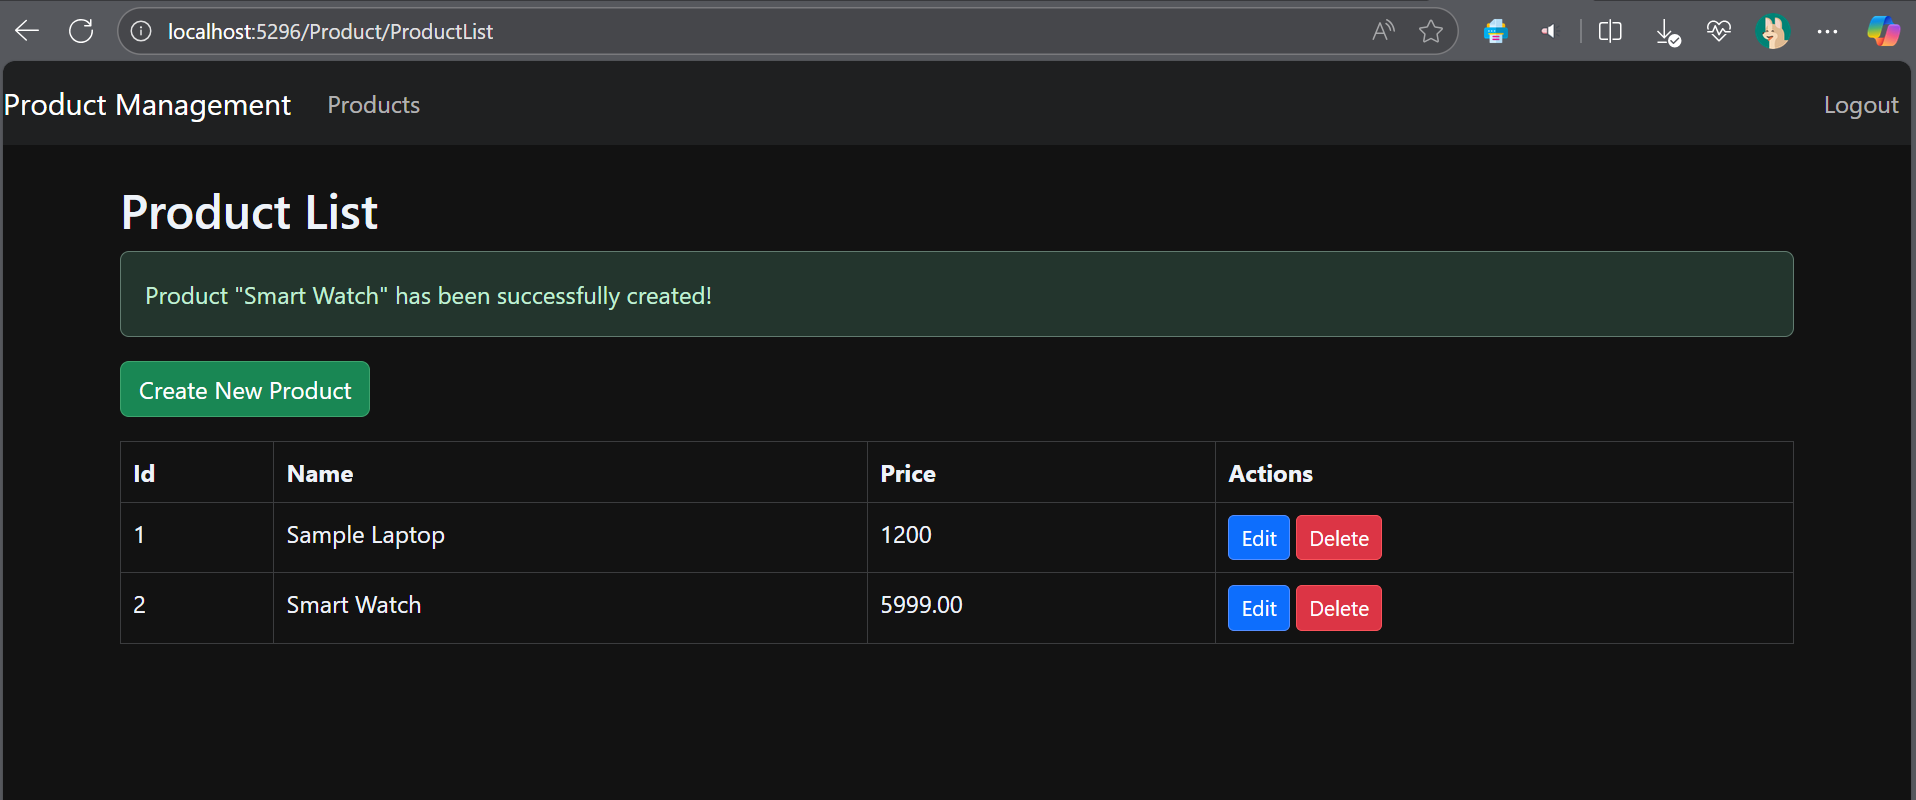 localhost:5296/Product/ProductList
Product Management Products Logout
Product List
Product "Smart Watch" has been successfully created!
Create New Product
Id Name Price Actions
1 Sample Laptop 1200 Edit Delete
2 Smart Watch 5999.00 Edit Delete